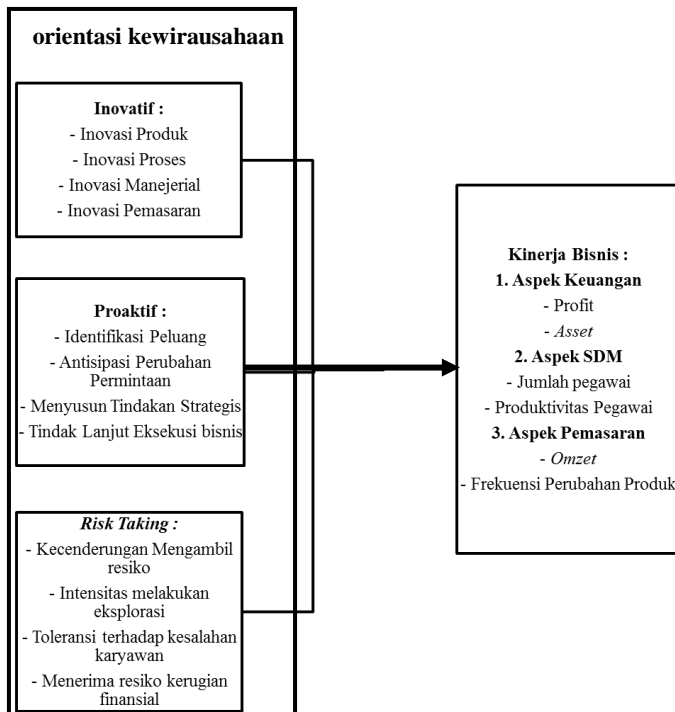 orientasi kewirausahaan
Inovatif :
- Inovasi Produk
- Inovasi Proses
- Inovasi Manejerial
- Inovasi Pemasaran
Proaktif :
- Identifikasi Peluang
- Antisipasi Perubahan
Permintaan
- Menyusun Tindakan Strategis
- Tindak Lanjut Eksekusi bisnis
Risk Taking :
- Kecenderungan Mengambil
resiko
- Intensitas melakukan
eksplorasi
- Toleransi terhadap kesalahan
karyawan
- Menerima resiko kerugian
finansial
Kinerja Bisnis :
1. Aspek Keuangan
- Profit
- Asset
2. Aspek SDM
- Jumlah pegawai
- Produktivitas Pegawai
3. Aspek Pemasaran
- Omzet
- Frekuensi Perubahan Produk